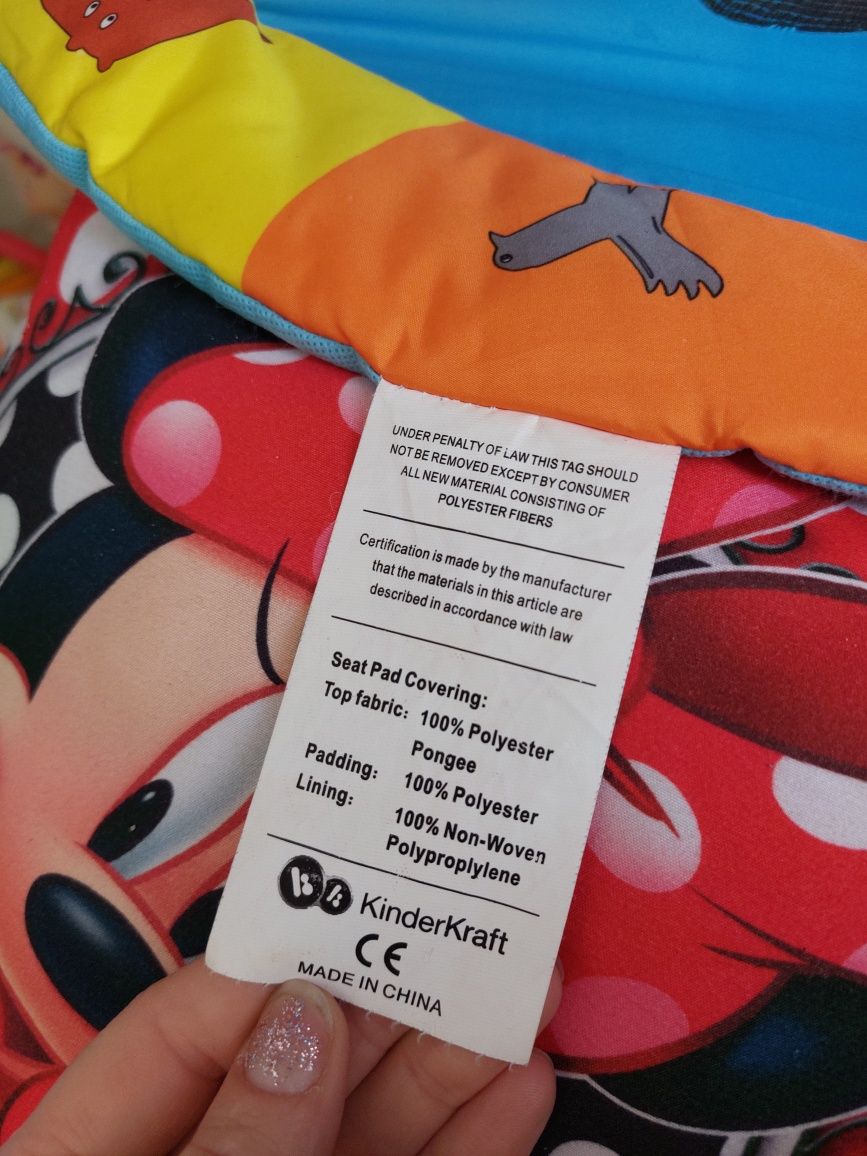 UNDER PENALTY OF LAW THIS TAG SHOULD
NOT BE REMOVED EXCEPT BY CONSUMER
ALL NEW MATERIAL CONSISTING OF
POLYESTER FIBERS
Certification is made by the manufacturer
that the materials in this article are
described in accordance with law
Seat Pad Covering:
Top fabric: 100% Polyester
Pongee
Padding: 100% Polyester
Lining: 100% Non-Woven
Polyproplylene
KinderKraft
CE
MADE IN CHINA